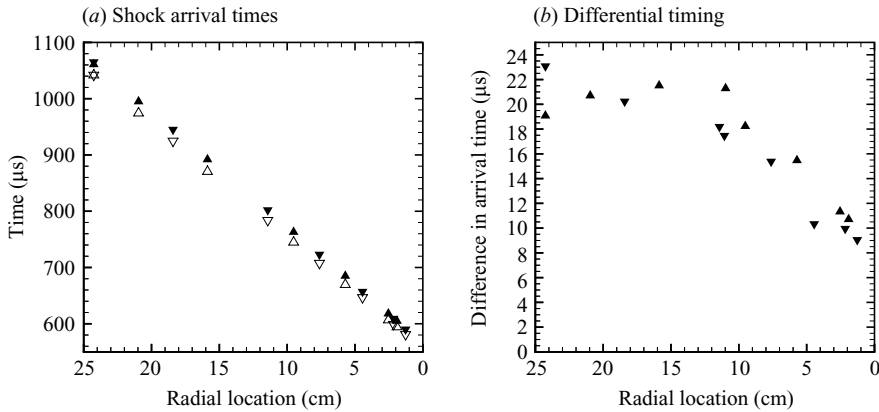 (a) Shock arrival times
1100
1000
900
800
700
600
Time (μs)
25 20 15 10 5 0
Radial location (cm)
(b) Differential timing
24
22
20
18
16
14
12
10
8
6
4
2
0
Difference in arrival time (μs)
25 20 15 10 5 0
Radial location (cm)